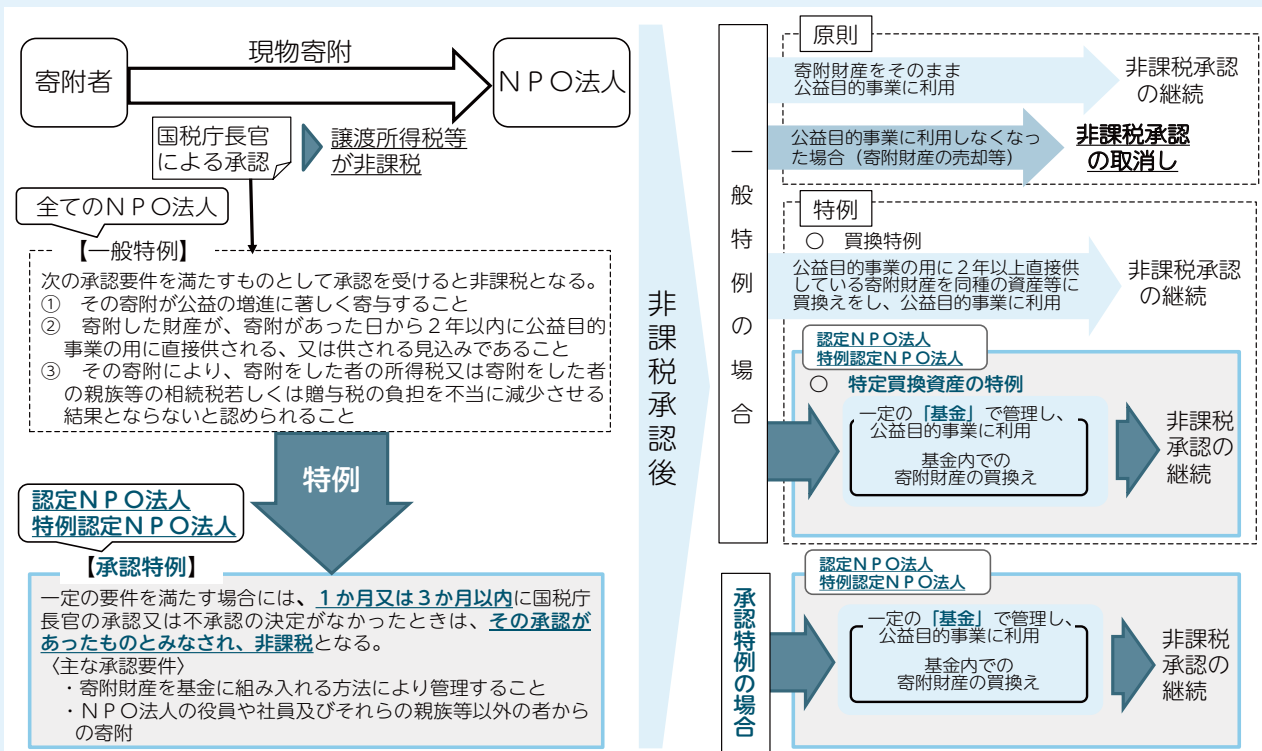 現物寄附
寄附者
ＮＰＯ法人
国税庁長官
による承認
譲渡所得税等
が非課税
全てのＮＰＯ法人
【一般特例】
次の承認要件を満たすものとして承認を受けると非課税となる。
① その寄附が公益の増進に著しく寄与すること
② 寄附した財産が、寄附があった日から２年以内に公益目的
事業の用に直接供される、又は供される見込みであること
③ その寄附により、寄附をした者の所得税又は寄附をした者
の親族等の相続税若しくは贈与税の負担を不当に減少させる
結果とならないと認められること
特例
認定ＮＰＯ法人
特例認定ＮＰＯ法人
【承認特例】
一定の要件を満たす場合には、１か月又は３か月以内に国税庁
長官の承認又は不承認の決定がなかったときは、その承認が
あったものとみなされ、非課税となる。
〈主な承認要件〉
・寄附財産を基金に組み入れる方法により管理すること
・ＮＰＯ法人の役員や社員及びそれらの親族等以外の者から
の寄附
非課税承認後
一般特例の場合
原則
寄附財産をそのまま
公益目的事業に利用
非課税承認
の継続
公益目的事業に利用しなくなっ
た場合（寄附財産の売却等）
非課税承認
の取消し
特例
○ 買換特例
公益目的事業の用に２年以上直接供
している寄附財産を同種の資産等に
買換えをし、公益目的事業に利用
非課税承認
の継続
認定ＮＰＯ法人
特例認定ＮＰＯ法人
○ 特定買換資産の特例
一定の「基金」で管理し、
公益目的事業に利用
基金内での
寄附財産の買換え
非課税
承認の
継続
承認特例の場合
認定ＮＰＯ法人
特例認定ＮＰＯ法人
一定の「基金」で管理し、
公益目的事業に利用
基金内での
寄附財産の買換え
非課税
承認の
継続